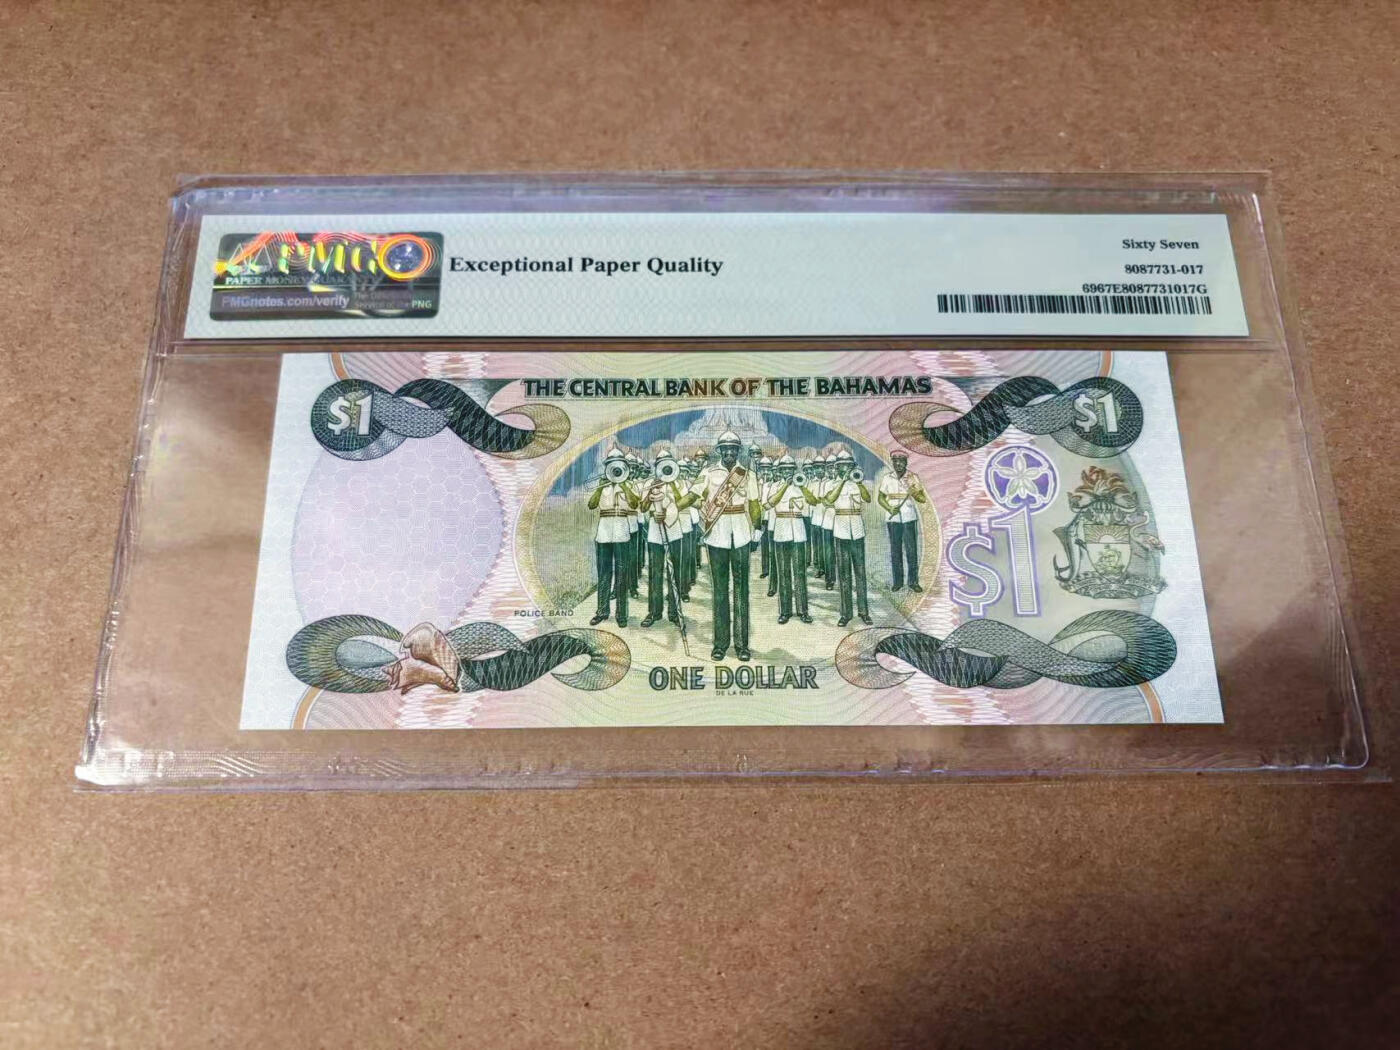 PMG
PAPER MONEY GUARANTY
PMGnotes.com/verify
PNG
Exceptional Paper Quality
Sixty Seven
8087731-017
6967E8087731017G
THE CENTRAL BANK OF THE BAHAMAS
$1
$1
$1
POLICE BAND
ONE DOLLAR
DE LA RUE